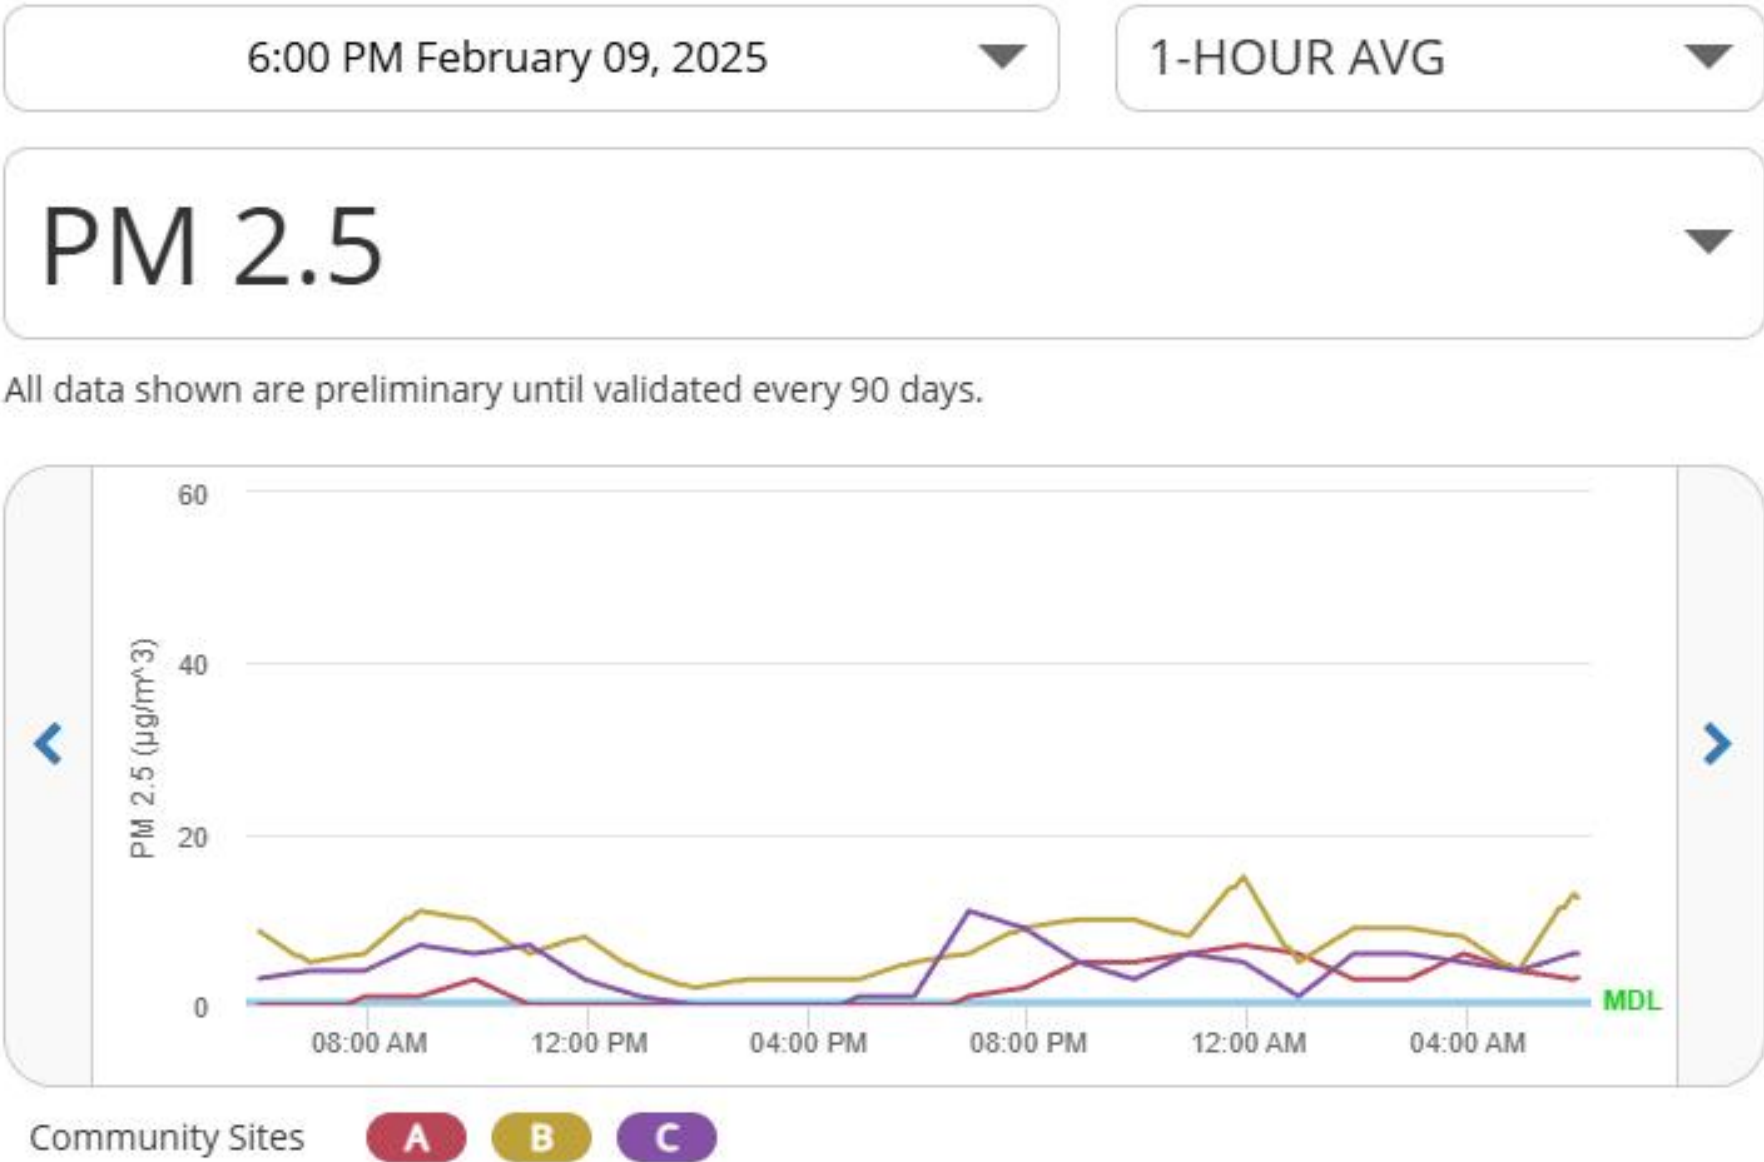 6:00 PM February 09, 2025
1-HOUR AVG
PM 2.5
All data shown are preliminary until validated every 90 days.
60
40
20
0
PM 2.5 (µg/m^3)
MDL
08:00 AM 12:00 PM 04:00 PM 08:00 PM 12:00 AM 04:00 AM
Community Sites A B C